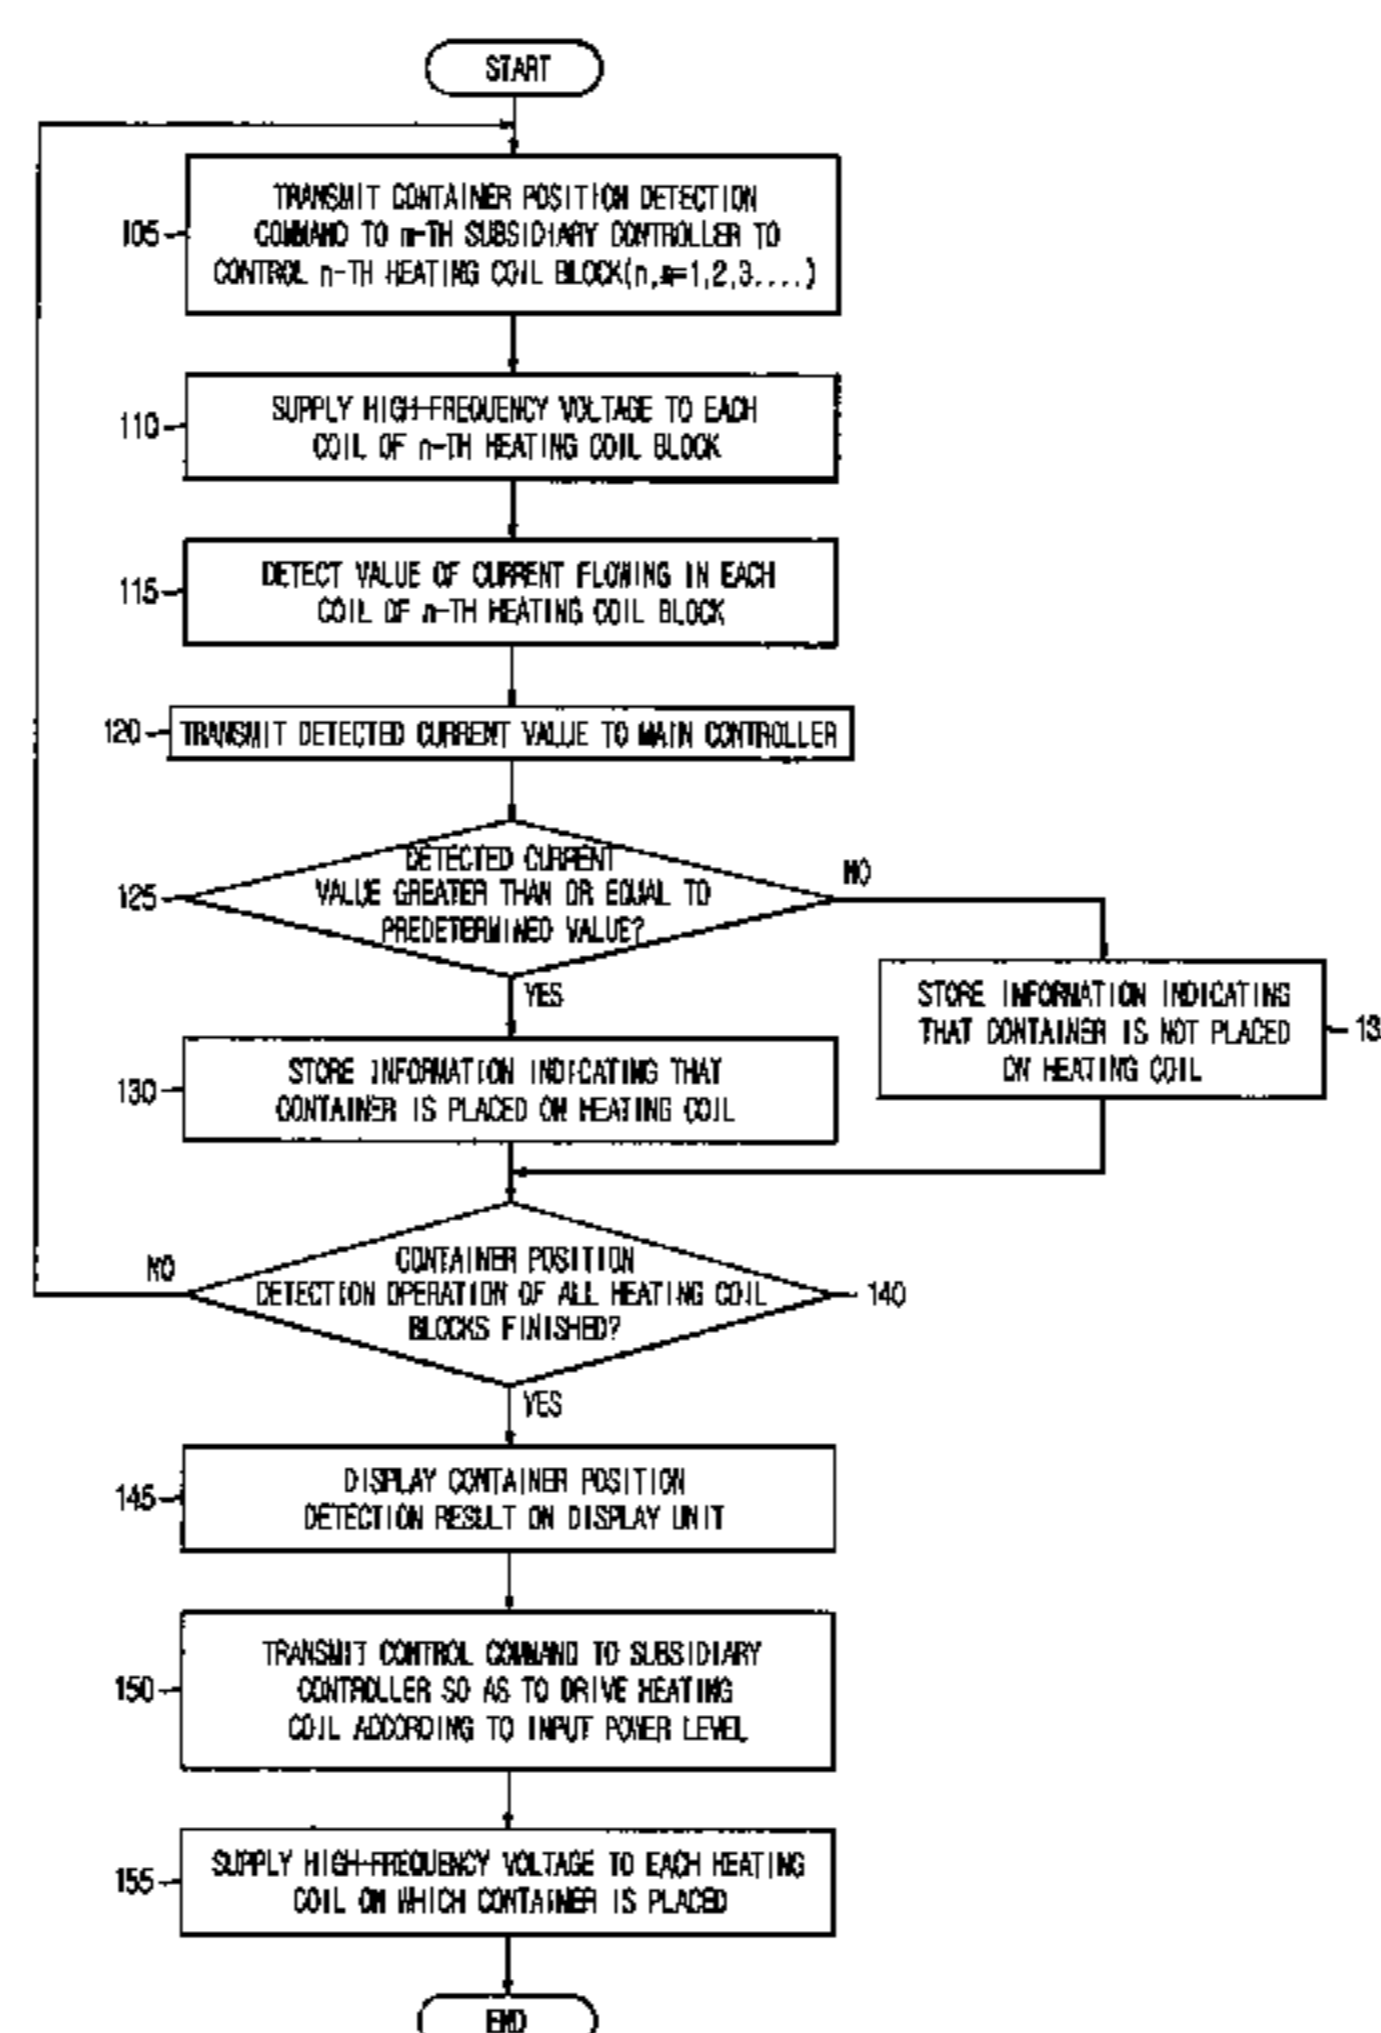 START
TRANSMIT CONTAINER POSITION DETECTION
COMMAND TO m-TH SUBSIDIARY CONTROLLER TO
CONTROL n-TH HEATING COIL BLOCK(n,m=1,2,3....)
105
SUPPLY HIGH-FREQUENCY VOLTAGE TO EACH
COIL OF n-TH HEATING COIL BLOCK
110
DETECT VALUE OF CURRENT FLOWING IN EACH
COIL OF n-TH HEATING COIL BLOCK
115
120
TRANSMIT DETECTED CURRENT VALUE TO MAIN CONTROLLER
DETECTED CURRENT
VALUE GREATER THAN OR EQUAL TO
PREDETERMINED VALUE?
125
NO
YES
STORE INFORMATION INDICATING
THAT CONTAINER IS NOT PLACED
ON HEATING COIL
13
STORE INFORMATION INDICATING THAT
CONTAINER IS PLACED ON HEATING COIL
130
CONTAINER POSITION
DETECTION OPERATION OF ALL HEATING COIL
BLOCKS FINISHED?
NO
140
YES
DISPLAY CONTAINER POSITION
DETECTION RESULT ON DISPLAY UNIT
145
TRANSMIT CONTROL COMMAND TO SUBSIDIARY
CONTROLLER SO AS TO DRIVE HEATING
COIL ACCORDING TO INPUT POWER LEVEL
150
SUPPLY HIGH-FREQUENCY VOLTAGE TO EACH HEATING
COIL ON WHICH CONTAINER IS PLACED
155
END